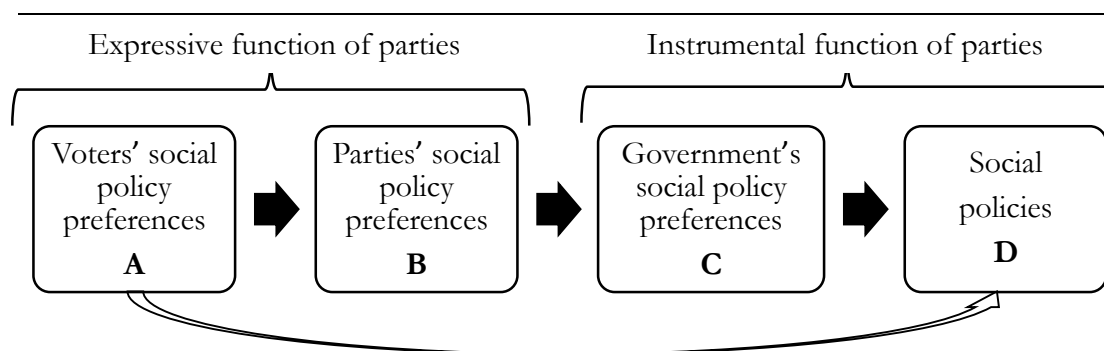 Expressive function of parties
Instrumental function of parties
Voters’ social
policy
preferences
A
Parties’ social
policy
preferences
B
Government’s
social policy
preferences
C
Social
policies
D